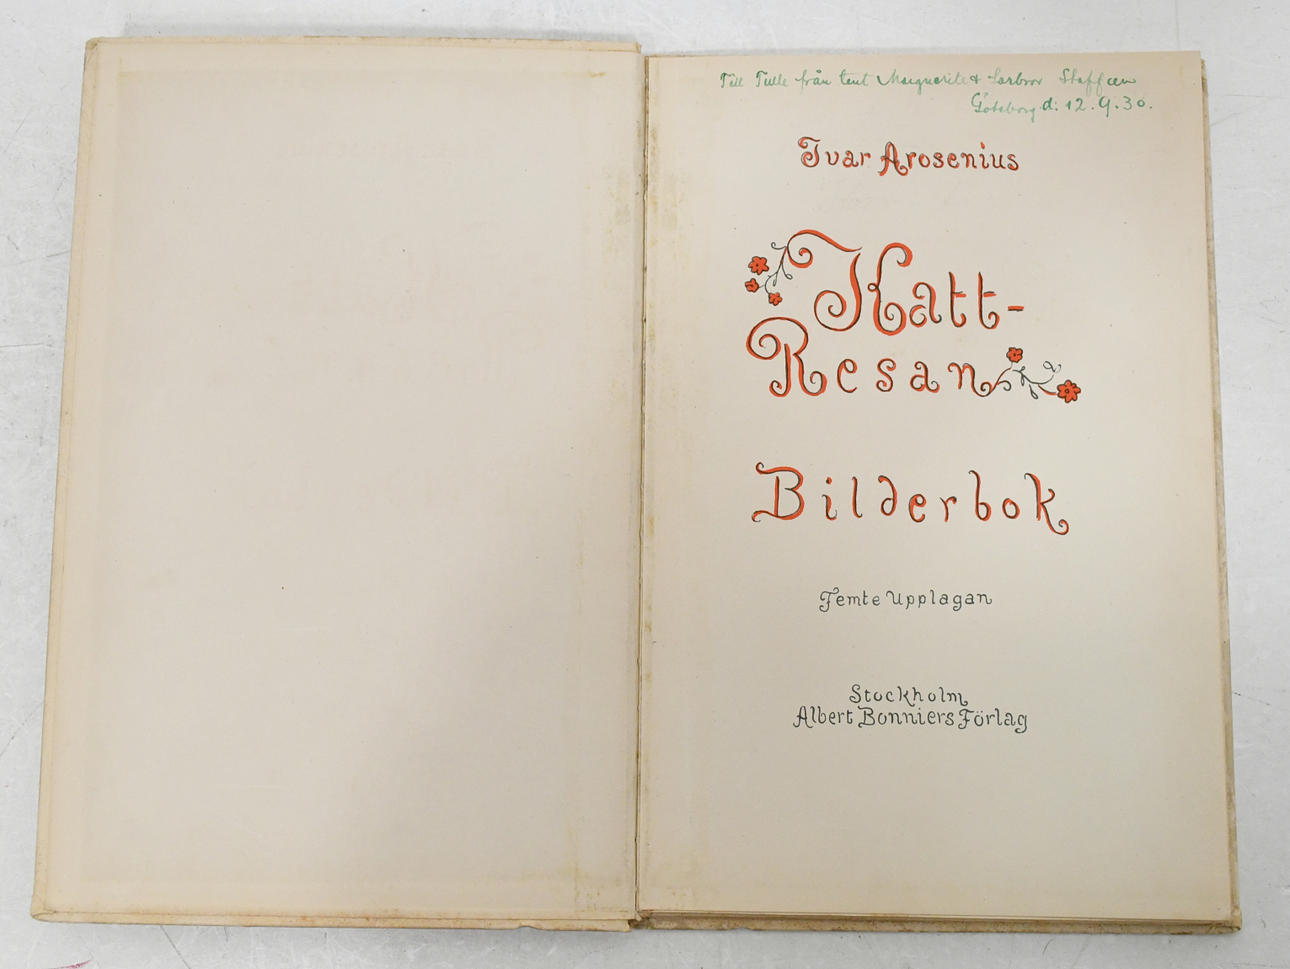 Till Tulle från tant Marguerite & farbror Staffan
Göteborg d: 12.9.30.
Ivar Arosenius
Katt-
Resan
Bilderbok
Femte Upplagan
Stockholm
Albert Bonniers Förlag